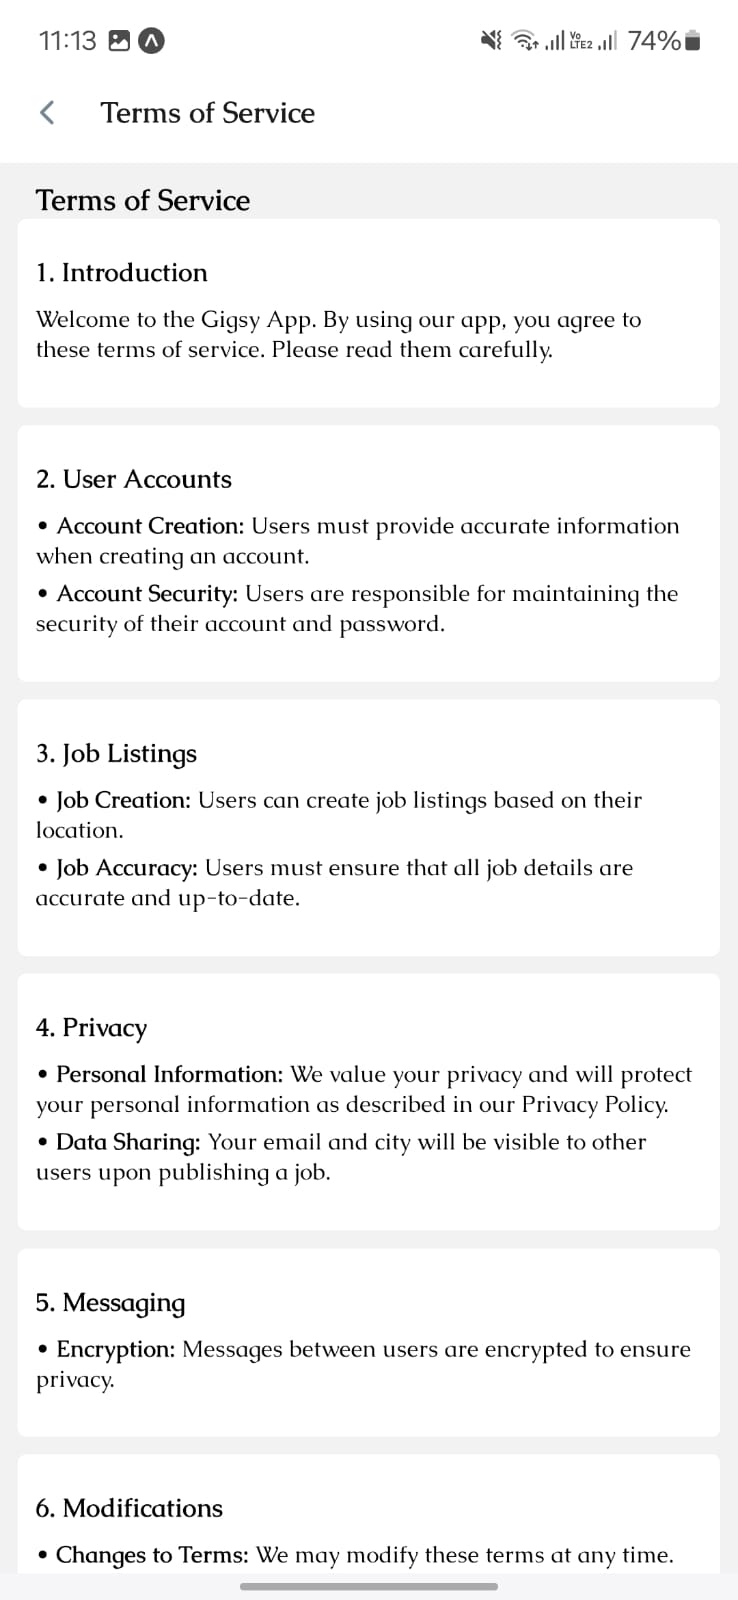 11:13
Vo
LTE2
74%
Terms of Service
Terms of Service
1. Introduction
Welcome to the Gigsy App. By using our app, you agree to
these terms of service. Please read them carefully.
2. User Accounts
• Account Creation: Users must provide accurate information
when creating an account.
• Account Security: Users are responsible for maintaining the
security of their account and password.
3. Job Listings
• Job Creation: Users can create job listings based on their
location.
• Job Accuracy: Users must ensure that all job details are
accurate and up-to-date.
4. Privacy
• Personal Information: We value your privacy and will protect
your personal information as described in our Privacy Policy.
• Data Sharing: Your email and city will be visible to other
users upon publishing a job.
5. Messaging
• Encryption: Messages between users are encrypted to ensure
privacy.
6. Modifications
• Changes to Terms: We may modify these terms at any time.